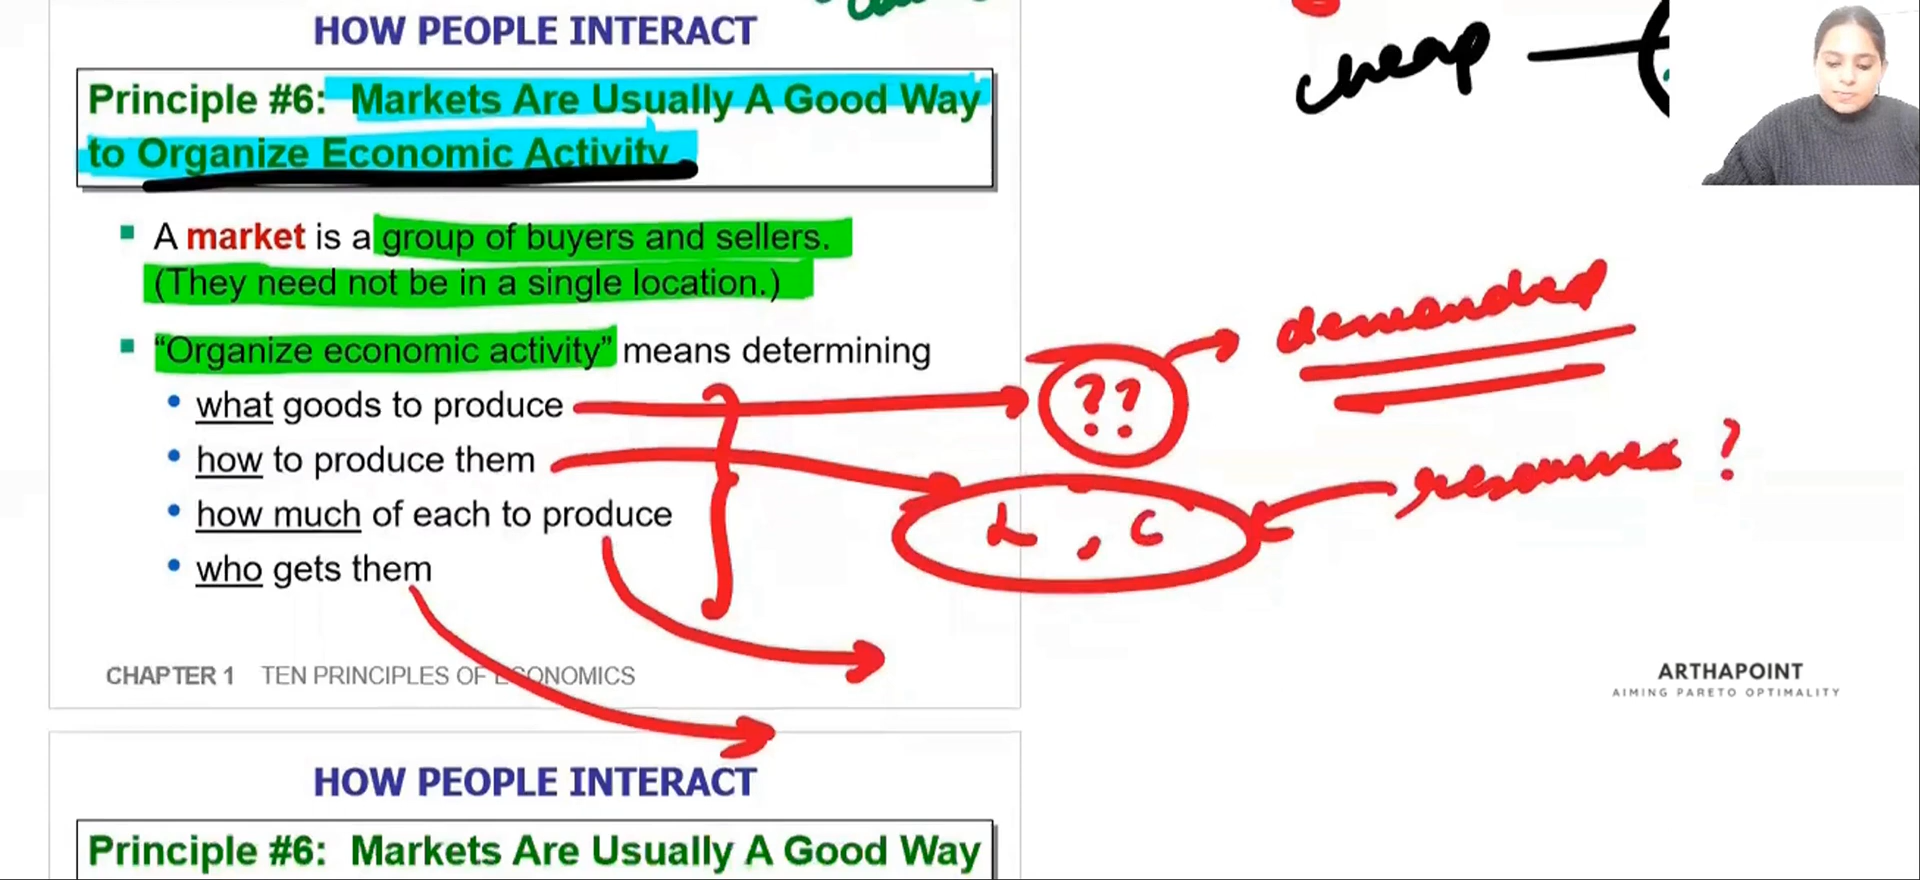 HOW PEOPLE INTERACT
Principle #6: Markets Are Usually A Good Way
to Organize Economic Activity
A market is a group of buyers and sellers.
(They need not be in a single location.)
“Organize economic activity” means determining
what goods to produce
how to produce them
how much of each to produce
who gets them
CHAPTER 1 TEN PRINCIPLES OF ECONOMICS
HOW PEOPLE INTERACT
Principle #6: Markets Are Usually A Good Way
cheap
demanded
??
resources ?
L, C
ARTHAPOINT
AIMING PARETO OPTIMALITY